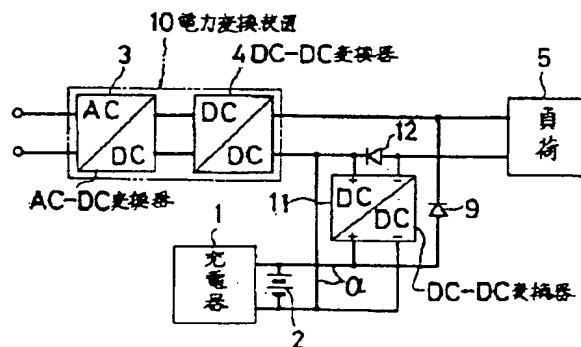 10電力変換装置
3
4 DC-DC変換器
5
AC
DC
DC
DC
負荷
12
AC-DC変換器
11
DC
DC
+
-
+
-
9
1
充電器
α
DC-DC変換器
2